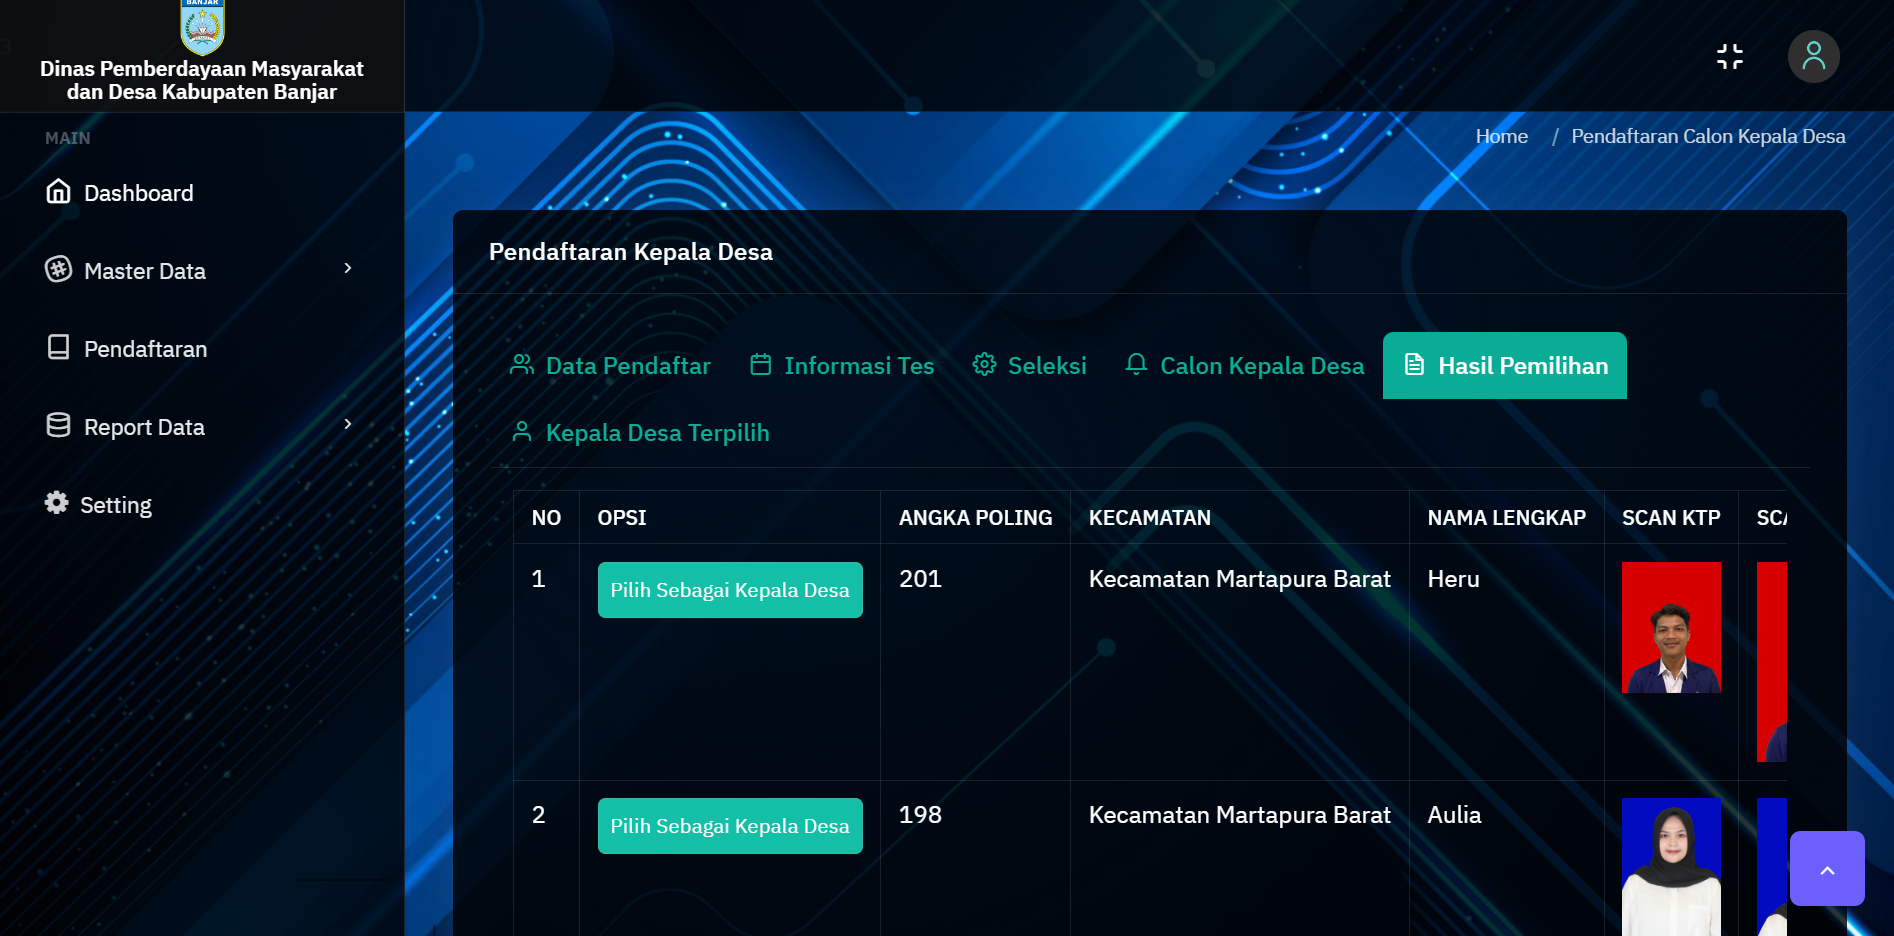 BANJAR
Dinas Pemberdayaan Masyarakat
dan Desa Kabupaten Banjar
MAIN
Dashboard
Master Data
Pendaftaran
Report Data
Setting
Home / Pendaftaran Calon Kepala Desa
Pendaftaran Kepala Desa
Data Pendaftar Informasi Tes Seleksi Calon Kepala Desa Hasil Pemilihan
Kepala Desa Terpilih
NO OPSI ANGKA POLING KECAMATAN NAMA LENGKAP SCAN KTP
1 Pilih Sebagai Kepala Desa 201 Kecamatan Martapura Barat Heru
2 Pilih Sebagai Kepala Desa 198 Kecamatan Martapura Barat Aulia